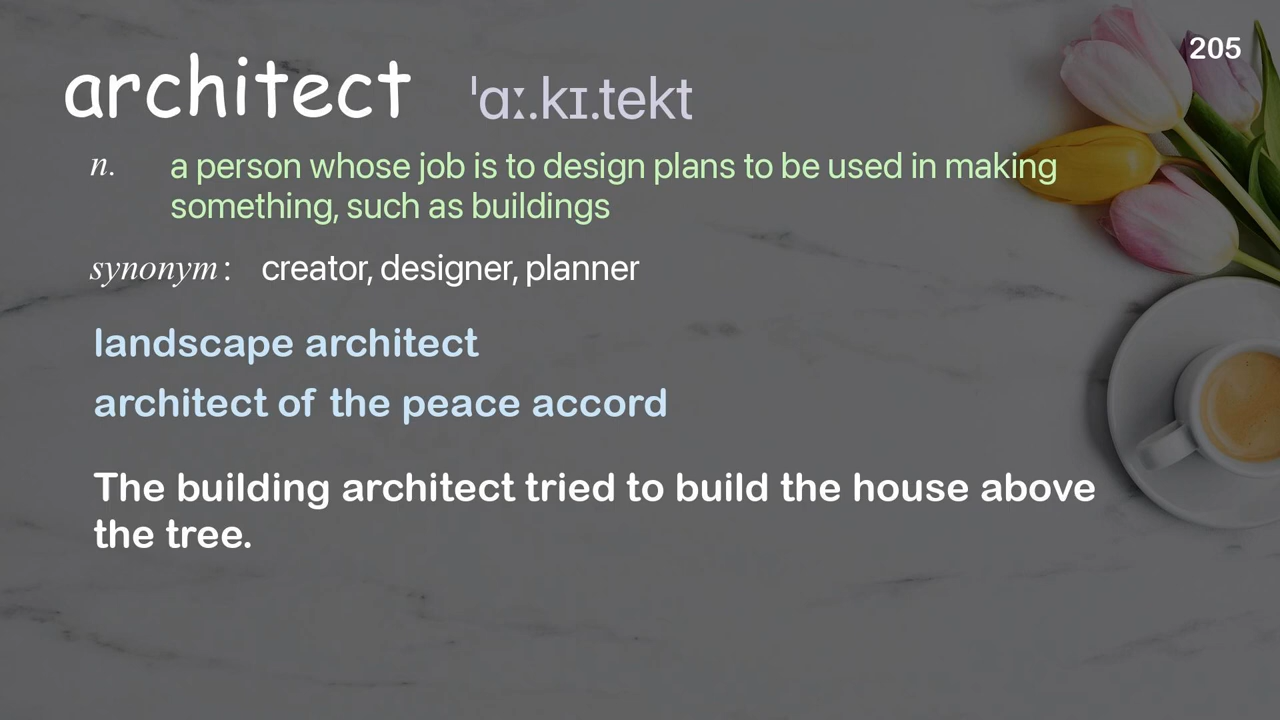 205
architect ˈɑː.kɪ.tekt
n. a person whose job is to design plans to be used in making
something, such as buildings
synonym: creator, designer, planner
landscape architect
architect of the peace accord
The building architect tried to build the house above
the tree.